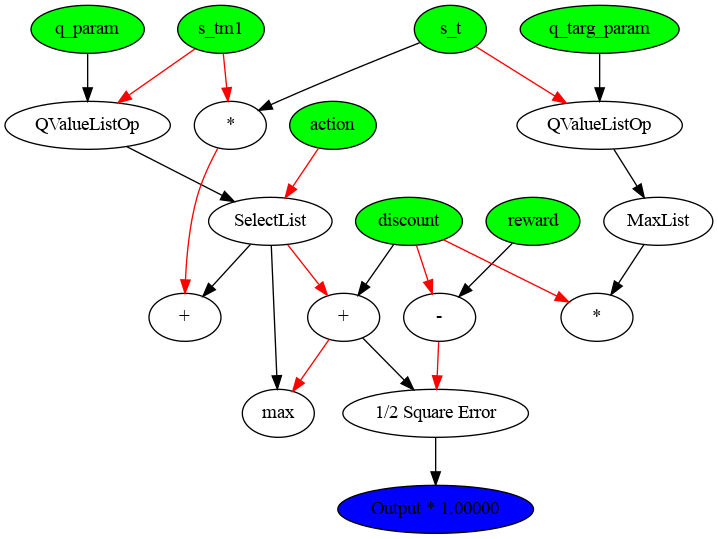 q_param
s_tm1
s_t
q_targ_param
QValueListOp
*
action
QValueListOp
SelectList
discount
reward
MaxList
+
+
-
*
max
1/2 Square Error
Output * 1.00000